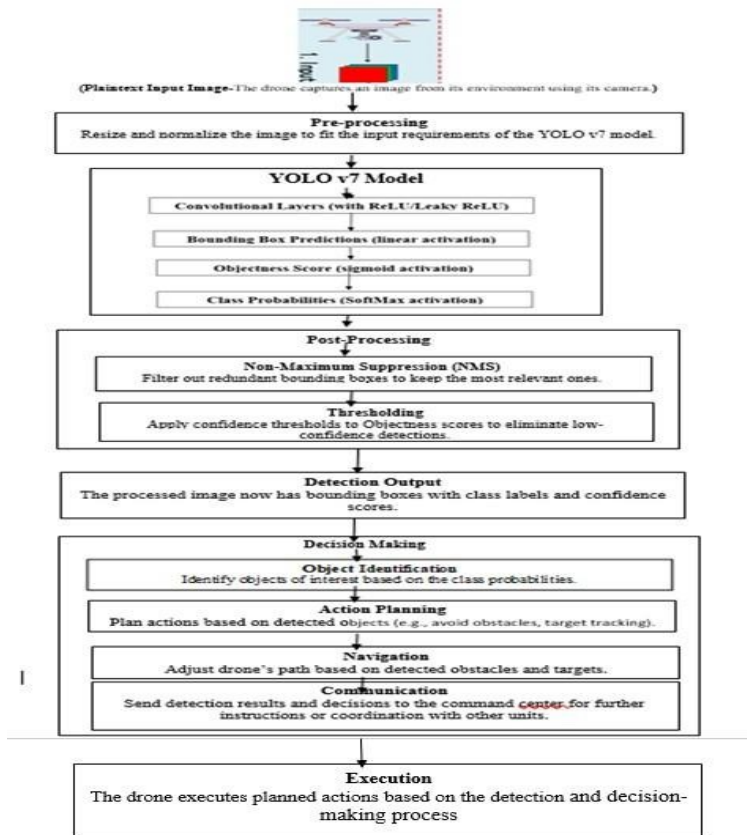 1. Input
(Plaintext Input Image-The drone captures an image from its environment using its camera.)
Pre-processing
Resize and normalize the image to fit the input requirements of the YOLO v7 model.
YOLO v7 Model
Convolutional Layers (with ReLU/Leaky ReLU)
Bounding Box Predictions (linear activation)
Objectness Score (sigmoid activation)
Class Probabilities (SoftMax activation)
Post-Processing
Non-Maximum Suppression (NMS)
Filter out redundant bounding boxes to keep the most relevant ones.
Thresholding
Apply confidence thresholds to Objectness scores to eliminate low-
confidence detections.
Detection Output
The processed image now has bounding boxes with class labels and confidence
scores.
Decision Making
Object Identification
Identify objects of interest based on the class probabilities.
Action Planning
Plan actions based on detected objects (e.g., avoid obstacles, target tracking).
Navigation
Adjust drone's path based on detected obstacles and targets.
Communication
Send detection results and decisions to the command center for further
instructions or coordination with other units.
Execution
The drone executes planned actions based on the detection and decision-
making process